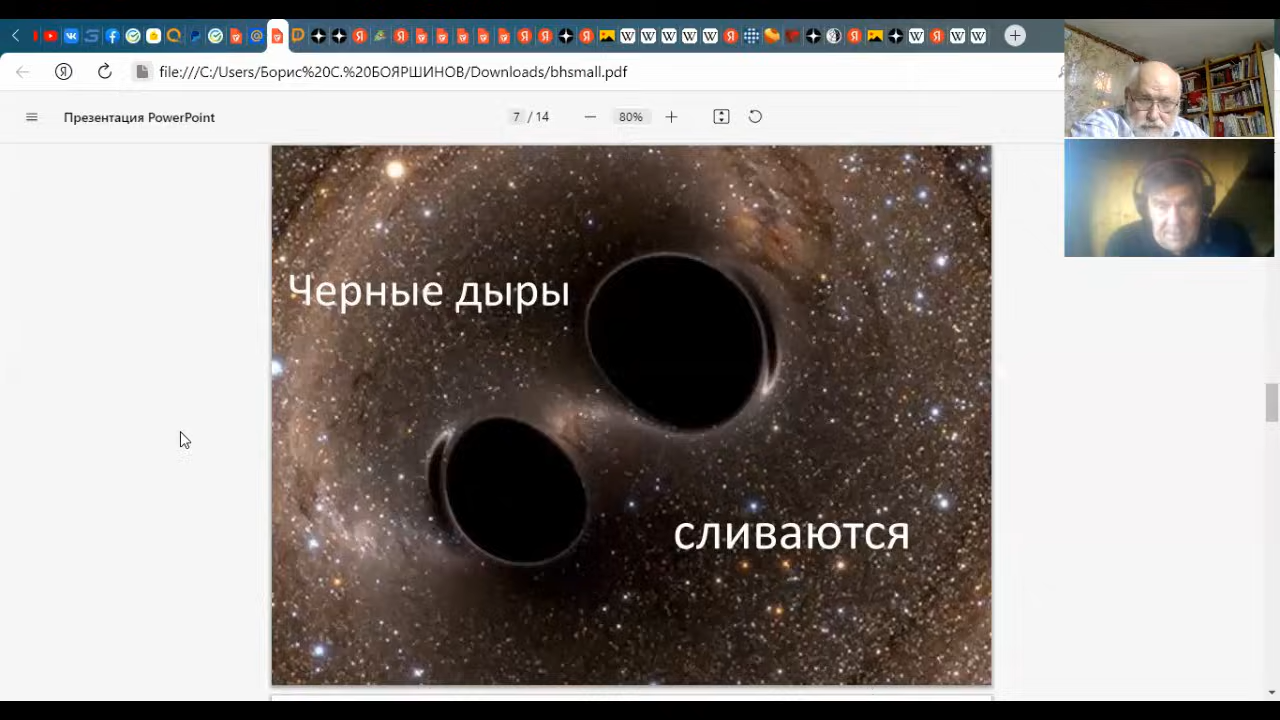 file:///C:/Users/Борис%20С.%20БОЯРШИНОВ/Downloads/bhsmall.pdf
Презентация PowerPoint
7 / 14
80%
Черные дыры
сливаются